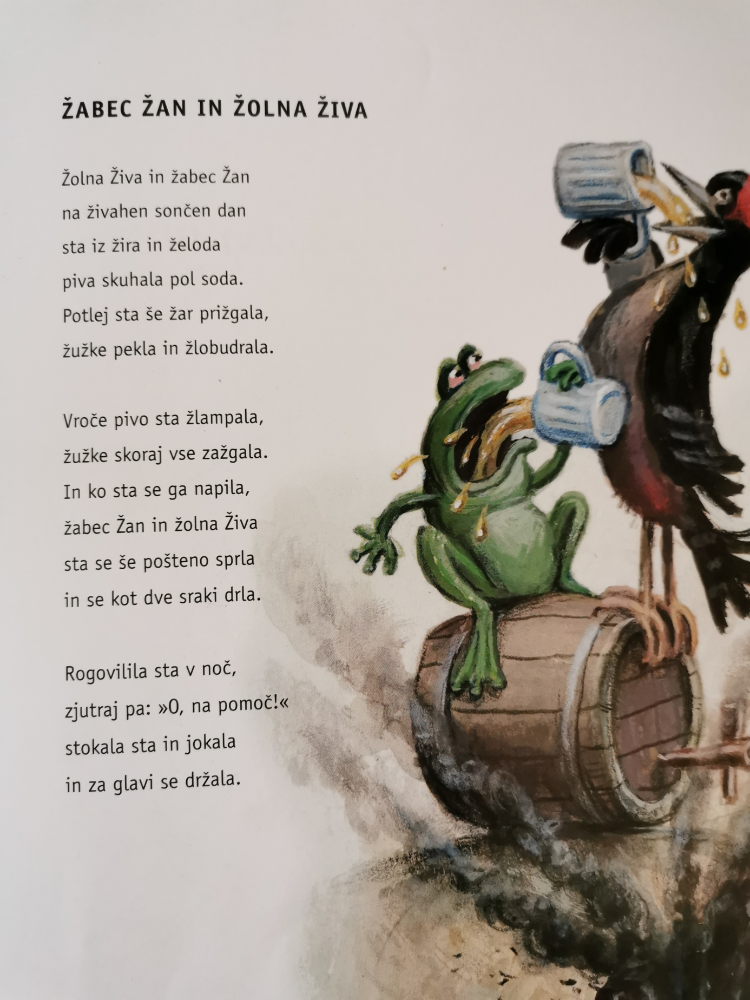 ŽABEC ŽAN IN ŽOLNA ŽIVA
Žolna Živa in žabec Žan
na živahen sončen dan
sta iz žira in želoda
piva skuhala pol soda.
Potlej sta še žar prižgala,
žužke pekla in žlobudrala.
Vroče pivo sta žlampala,
žužke skoraj vse zažgala.
In ko sta se ga napila,
žabec Žan in žolna Živa
sta se še pošteno sprla
in se kot dve sraki drla.
Rogovilila sta v noč,
zjutraj pa: »O, na pomoč!«
stokala sta in jokala
in za glavi se držala.